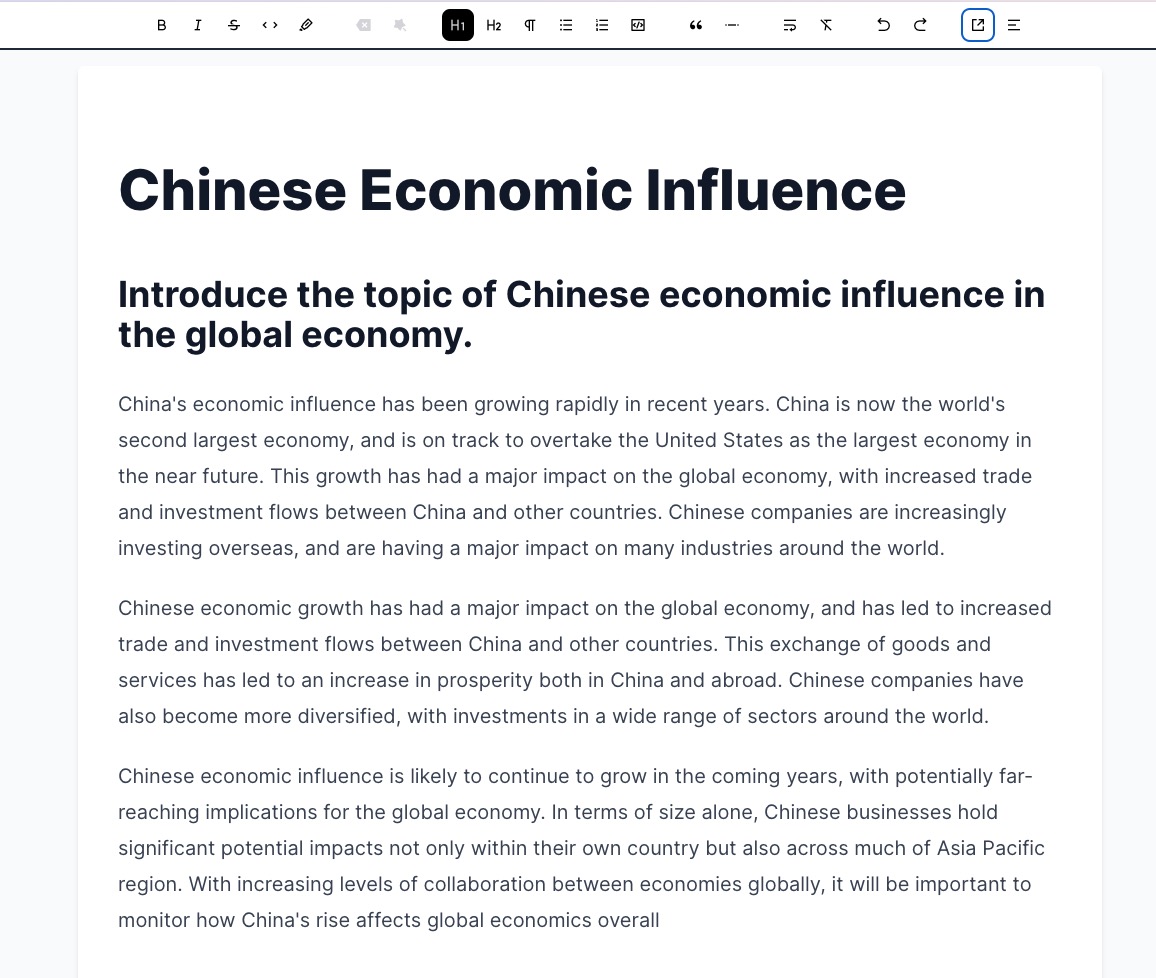 B I S H1 H2
Chinese Economic Influence
Introduce the topic of Chinese economic influence in
the global economy.
China's economic influence has been growing rapidly in recent years. China is now the world's
second largest economy, and is on track to overtake the United States as the largest economy in
the near future. This growth has had a major impact on the global economy, with increased trade
and investment flows between China and other countries. Chinese companies are increasingly
investing overseas, and are having a major impact on many industries around the world.
Chinese economic growth has had a major impact on the global economy, and has led to increased
trade and investment flows between China and other countries. This exchange of goods and
services has led to an increase in prosperity both in China and abroad. Chinese companies have
also become more diversified, with investments in a wide range of sectors around the world.
Chinese economic influence is likely to continue to grow in the coming years, with potentially far-
reaching implications for the global economy. In terms of size alone, Chinese businesses hold
significant potential impacts not only within their own country but also across much of Asia Pacific
region. With increasing levels of collaboration between economies globally, it will be important to
monitor how China's rise affects global economics overall